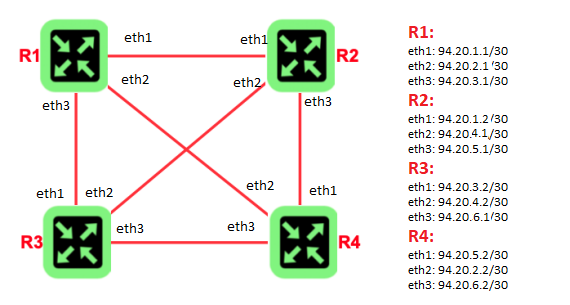 R1
eth1
eth1
R2
eth2
eth2
eth3
eth3
eth1
eth2
eth2
eth1
R3
eth3
eth3
R4
R1:
eth1: 94.20.1.1/30
eth2: 94.20.2.1'30
eth3: 94.20.3.1/30
R2:
eth1: 94.20.1.2/30
eth2: 94.20.4.1/30
eth3: 94.20.5.1/30
R3:
eth1: 94.20.3.2/30
eth2: 94.20.4.2/30
eth3: 94.20.6.1/30
R4:
eth1: 94.20.5.2/30
eth2: 94.20.2.2/30
eth3: 94.20.6.2/30